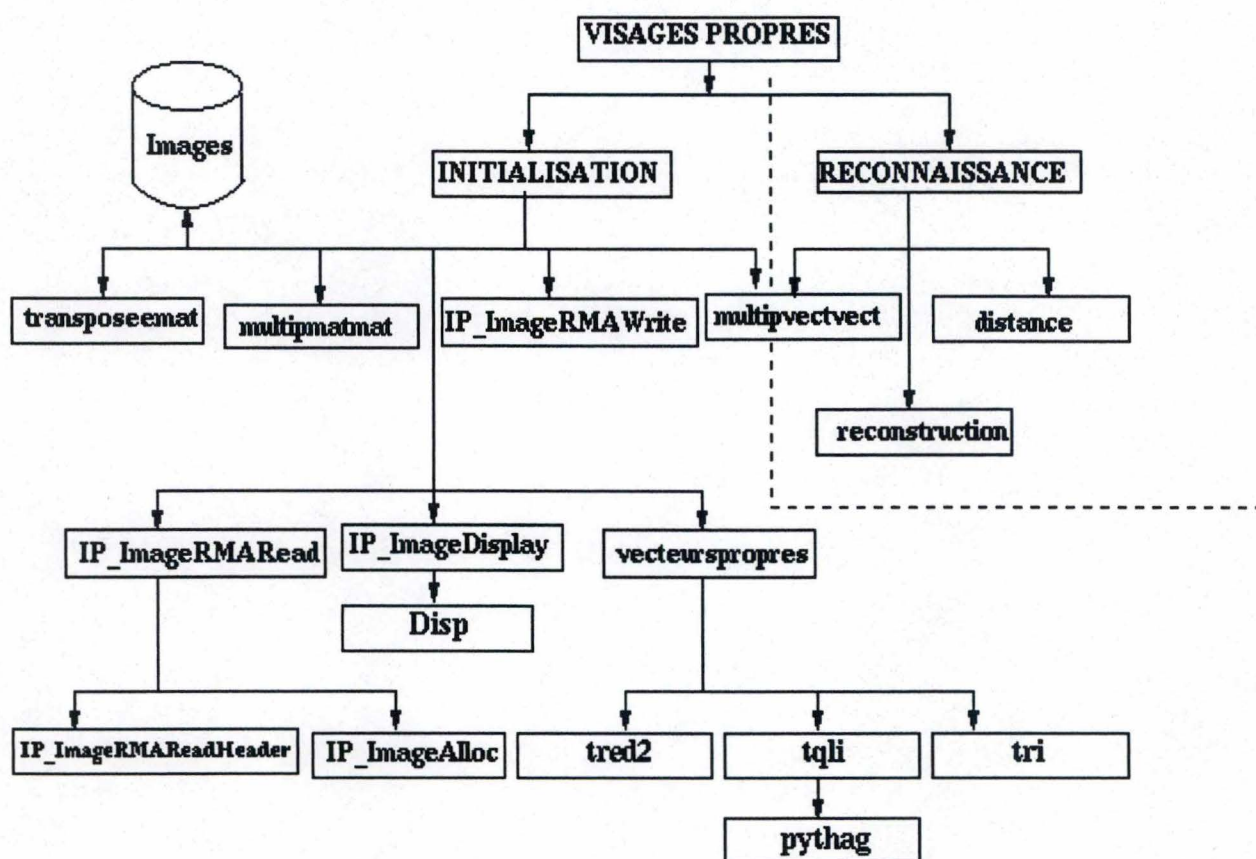 VISAGES PROPRES
Images
INITIALISATION
RECONNAISSANCE
transposeemat
multipmatmat
IP_ImageRMAWrite
multipvectvect
distance
reconstruction
IP_ImageRMARead
IP_ImageDisplay
vecteurspropres
Disp
IP_ImageRMAReadHeader
IP_ImageAlloc
tred2
tqli
tri
pythag